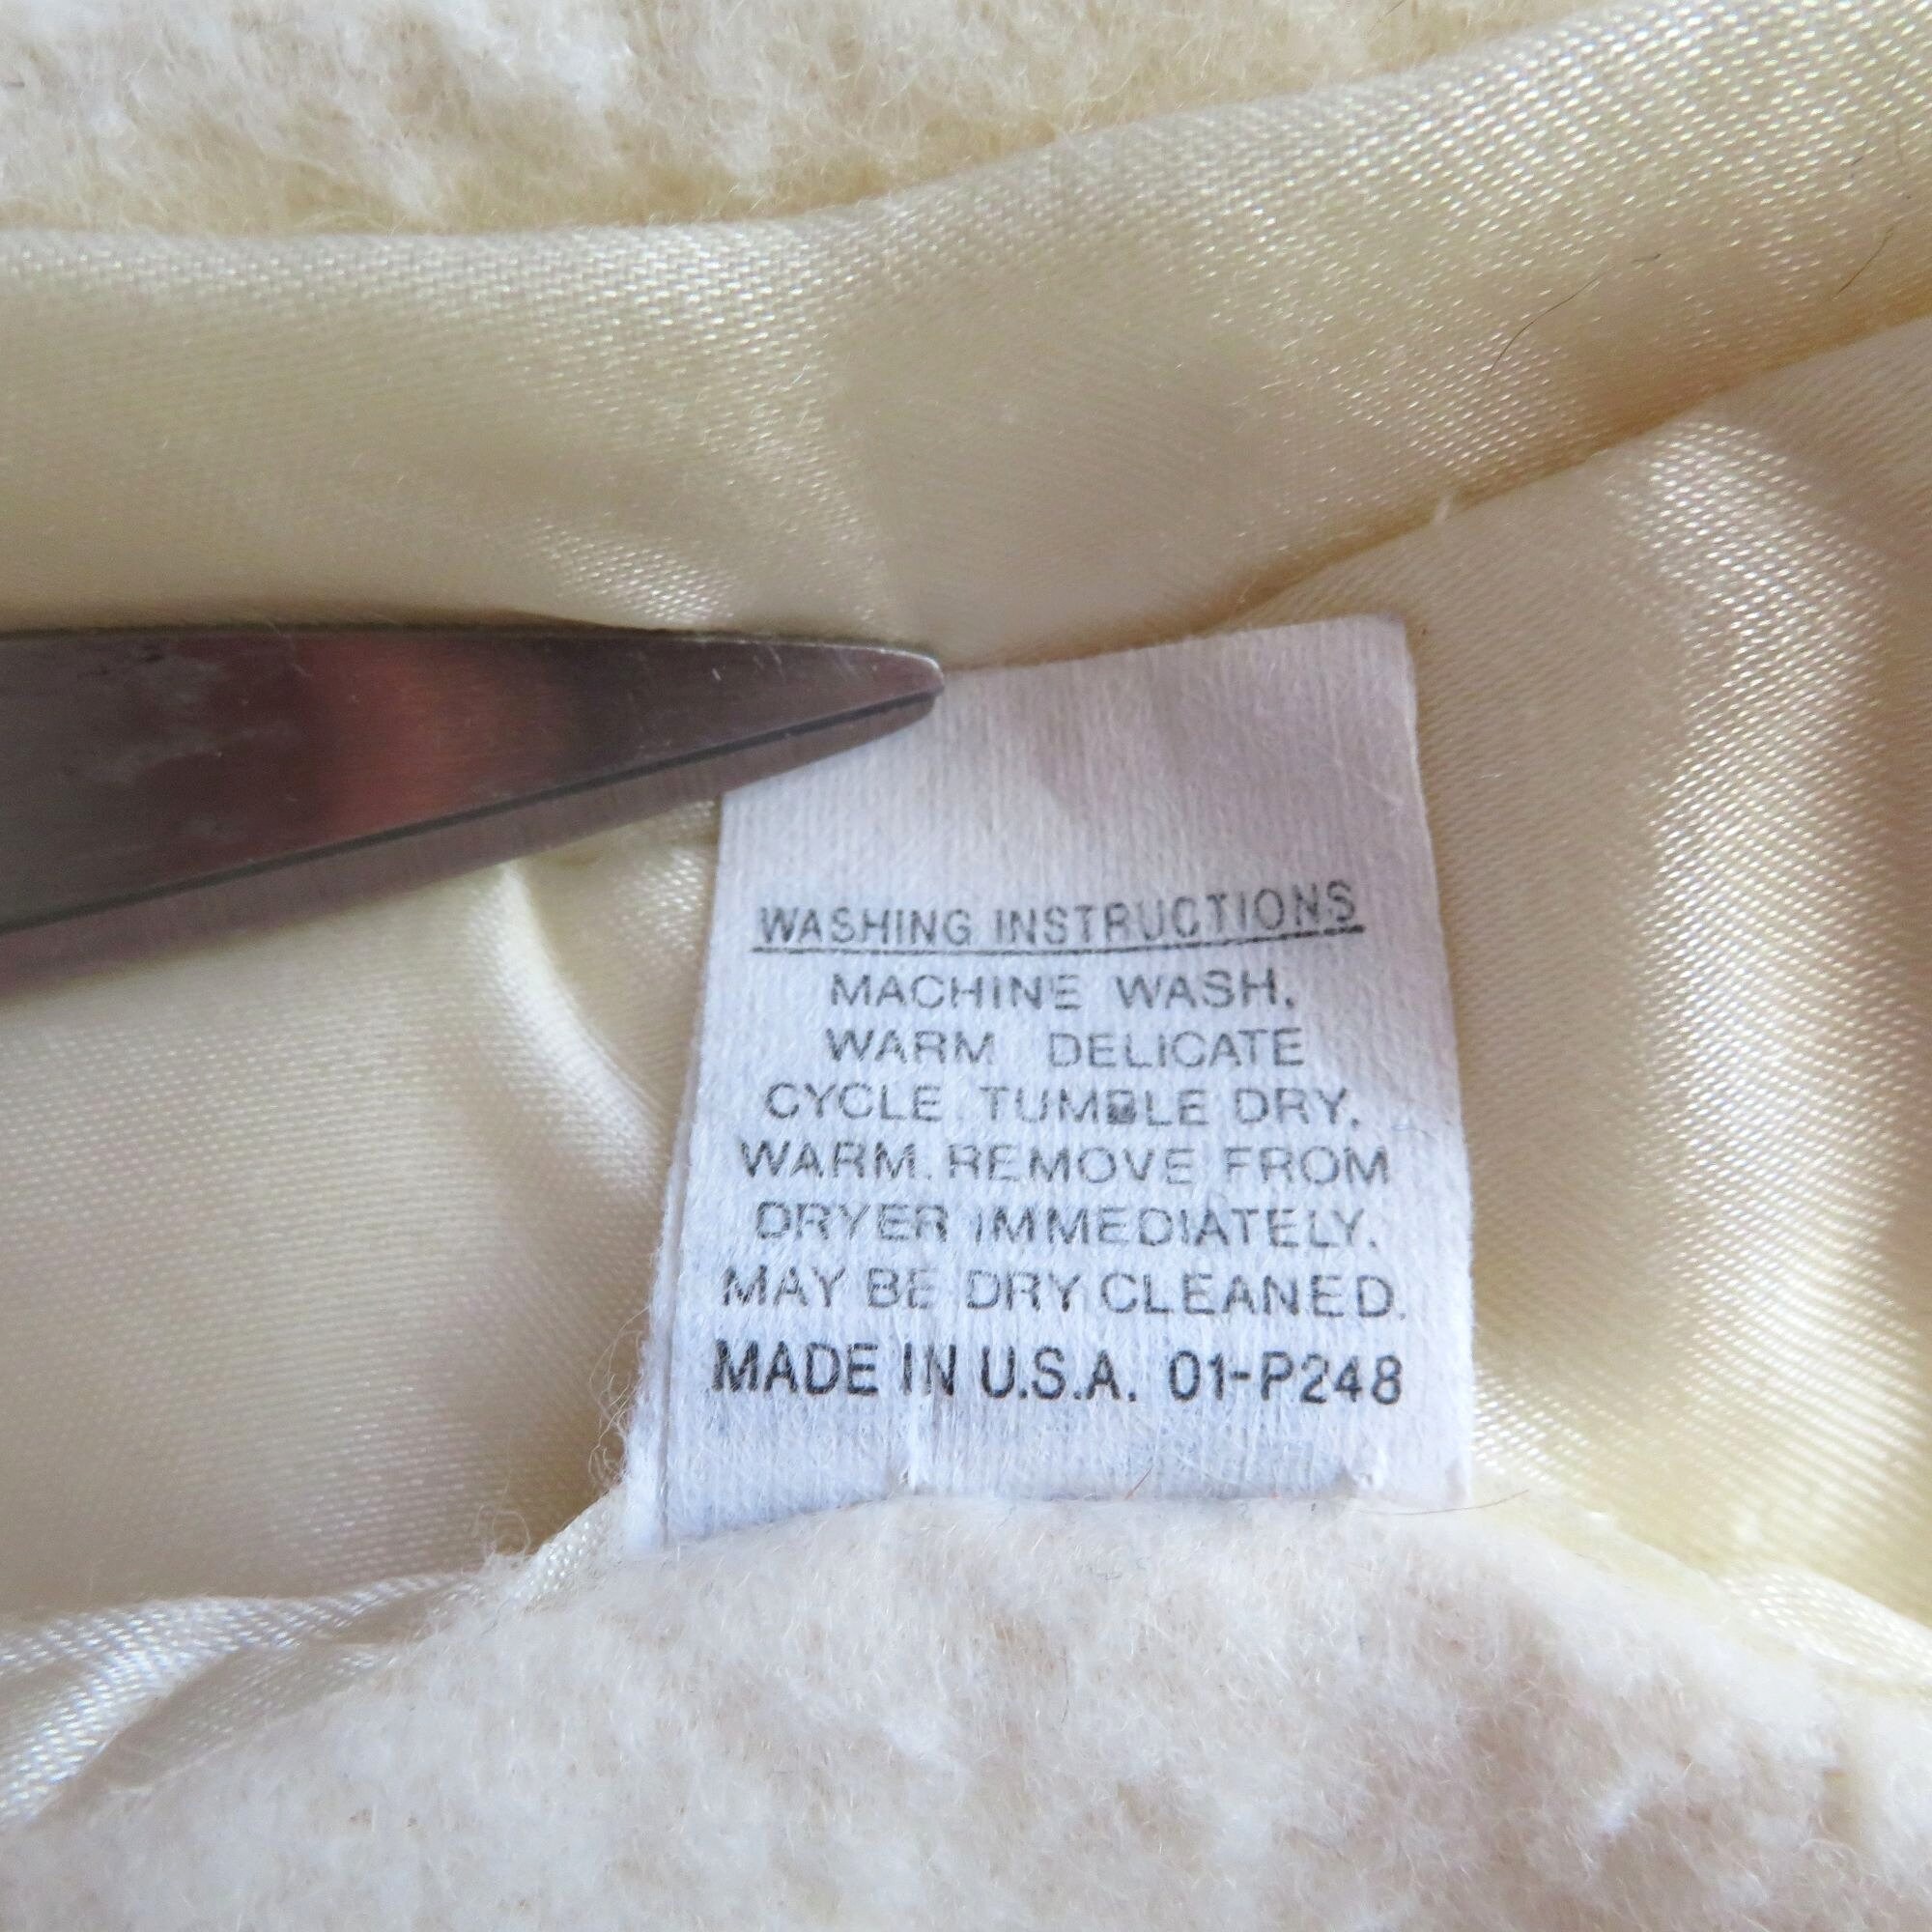 WASHING INSTRUCTIONS
MACHINE WASH.
WARM DELICATE
CYCLE. TUMBLE DRY.
WARM. REMOVE FROM
DRYER IMMEDIATELY.
MAY BE DRY CLEANED.
MADE IN U.S.A. 01-P248